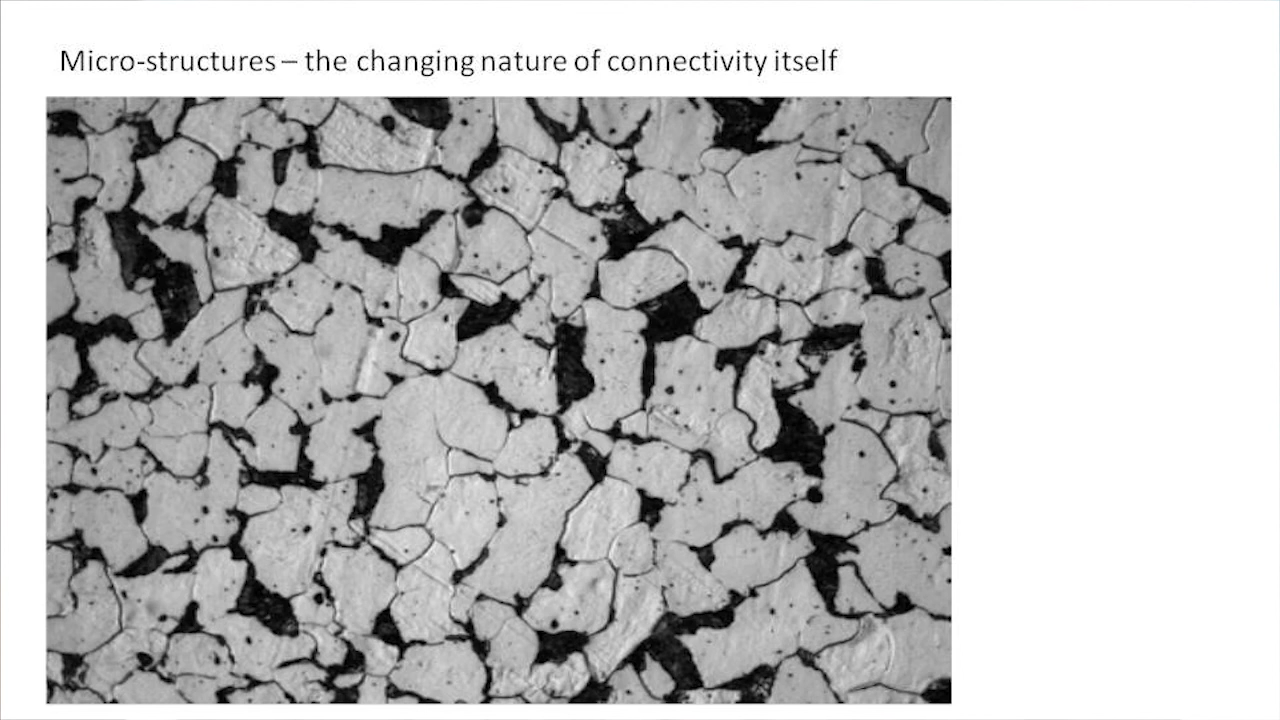 Micro-structures – the changing nature of connectivity itself